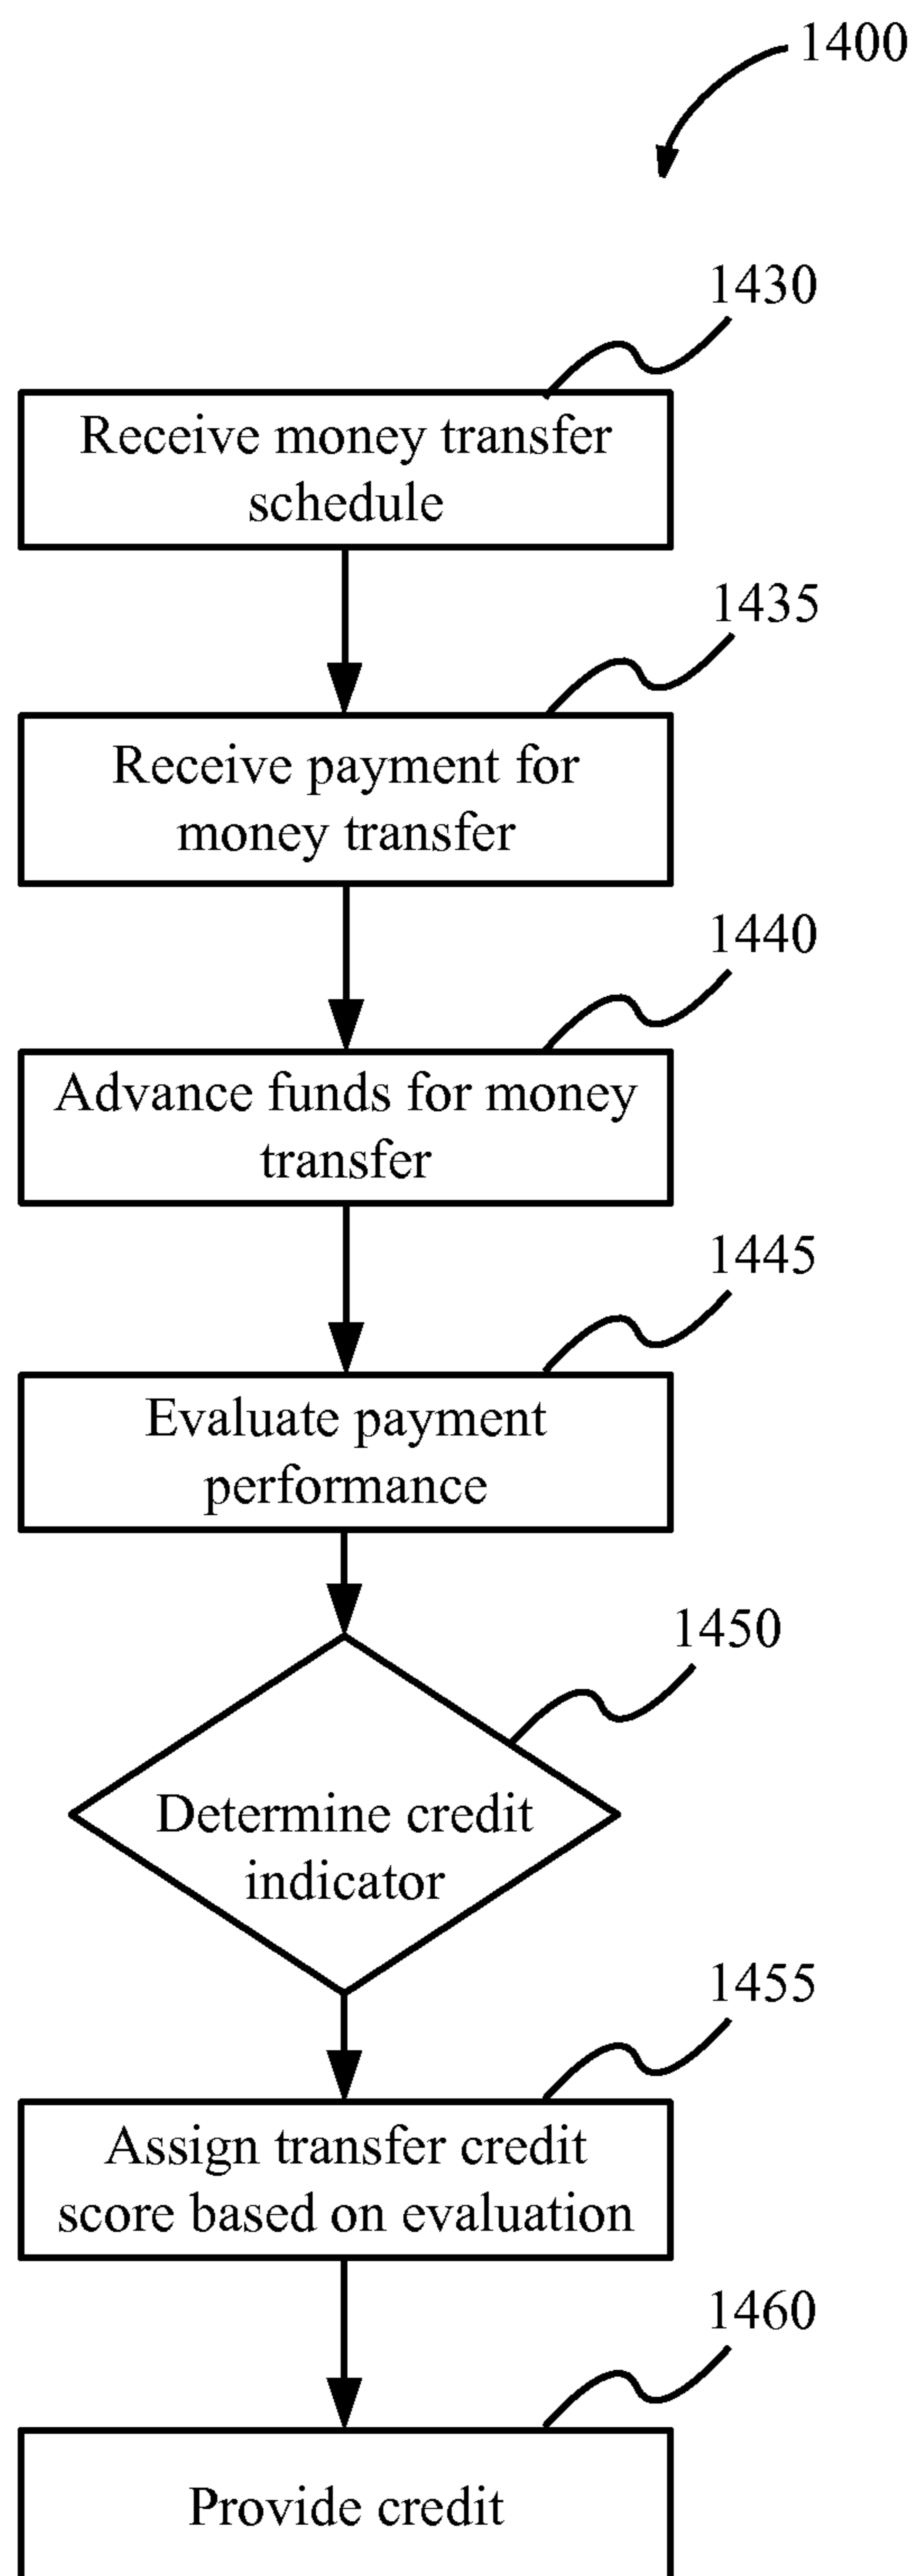 1400
1430
Receive money transfer
schedule
1435
Receive payment for
money transfer
1440
Advance funds for money
transfer
1445
Evaluate payment
performance
1450
Determine credit
indicator
1455
Assign transfer credit
score based on evaluation
1460
Provide credit